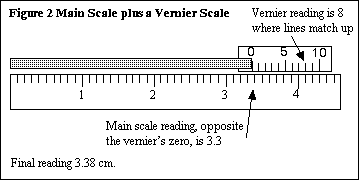 Figure 2 Main Scale plus a Vernier Scale
Vernier reading is 8
where lines match up
0 5 10
1 2 3 4
Main scale reading, opposite
the vernier's zero, is 3.3
Final reading 3.38 cm.